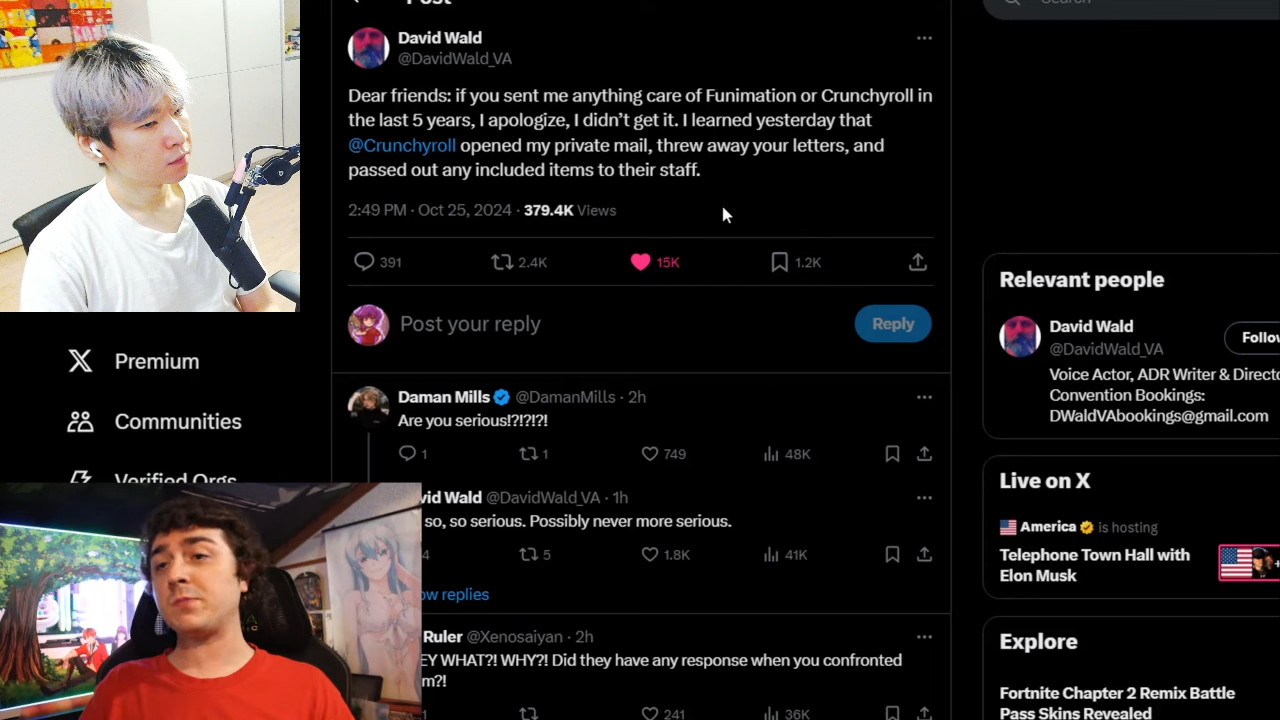 Post
Search
David Wald
@DavidWald_VA
Dear friends: if you sent me anything care of Funimation or Crunchyroll in
the last 5 years, I apologize, I didn't get it. I learned yesterday that
@Crunchyroll opened my private mail, threw away your letters, and
passed out any included items to their staff.
2:49 PM · Oct 25, 2024 · 379.4K Views
391 2.4K 15K 1.2K
Post your reply
Reply
Premium
Communities
Verified Orgs
Daman Mills @DamanMills · 2h
Are you serious!?!?!?!
1 1 749 48K
vid Wald @DavidWald_VA · 1h
so, so serious. Possibly never more serious.
4 5 1.8K 41K
ow replies
Ruler @Xenosaiyan · 2h
EY WHAT?! WHY?! Did they have any response when you confronted
m?!
1 241 36K
Relevant people
David Wald
@DavidWald_VA
Follow
Voice Actor, ADR Writer & Directo
Convention Bookings:
DWaldVAbookings@gmail.com
Live on X
America is hosting
Telephone Town Hall with
Elon Musk
Explore
Fortnite Chapter 2 Remix Battle
Pass Skins Revealed